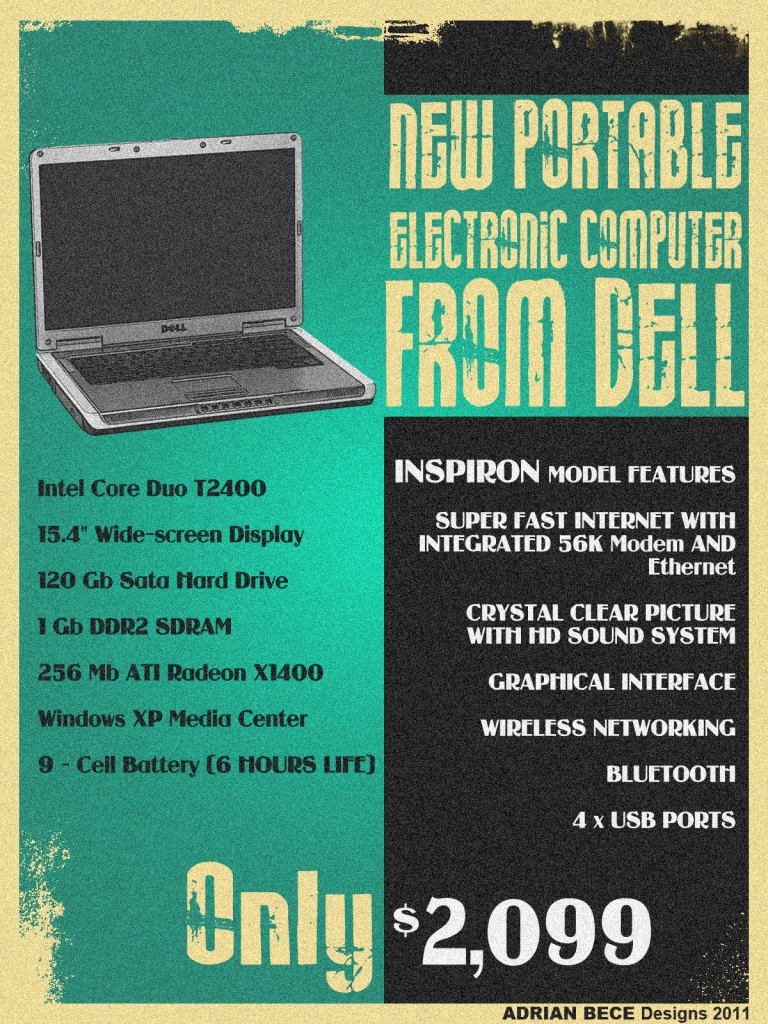 NEW PORTABLE
ELECTRONIC COMPUTER
FROM DELL
DELL
Intel Core Duo T2400
15.4" Wide-screen Display
120 Gb Sata Hard Drive
1 Gb DDR2 SDRAM
256 Mb ATI Radeon X1400
Windows XP Media Center
9 - Cell Battery (6 HOURS LIFE)
INSPIRON MODEL FEATURES
SUPER FAST INTERNET WITH
INTEGRATED 56K Modem AND
Ethernet
CRYSTAL CLEAR PICTURE
WITH HD SOUND SYSTEM
GRAPHICAL INTERFACE
WIRELESS NETWORKING
BLUETOOTH
4 x USB PORTS
Only $2,099
ADRIAN BECE Designs 2011